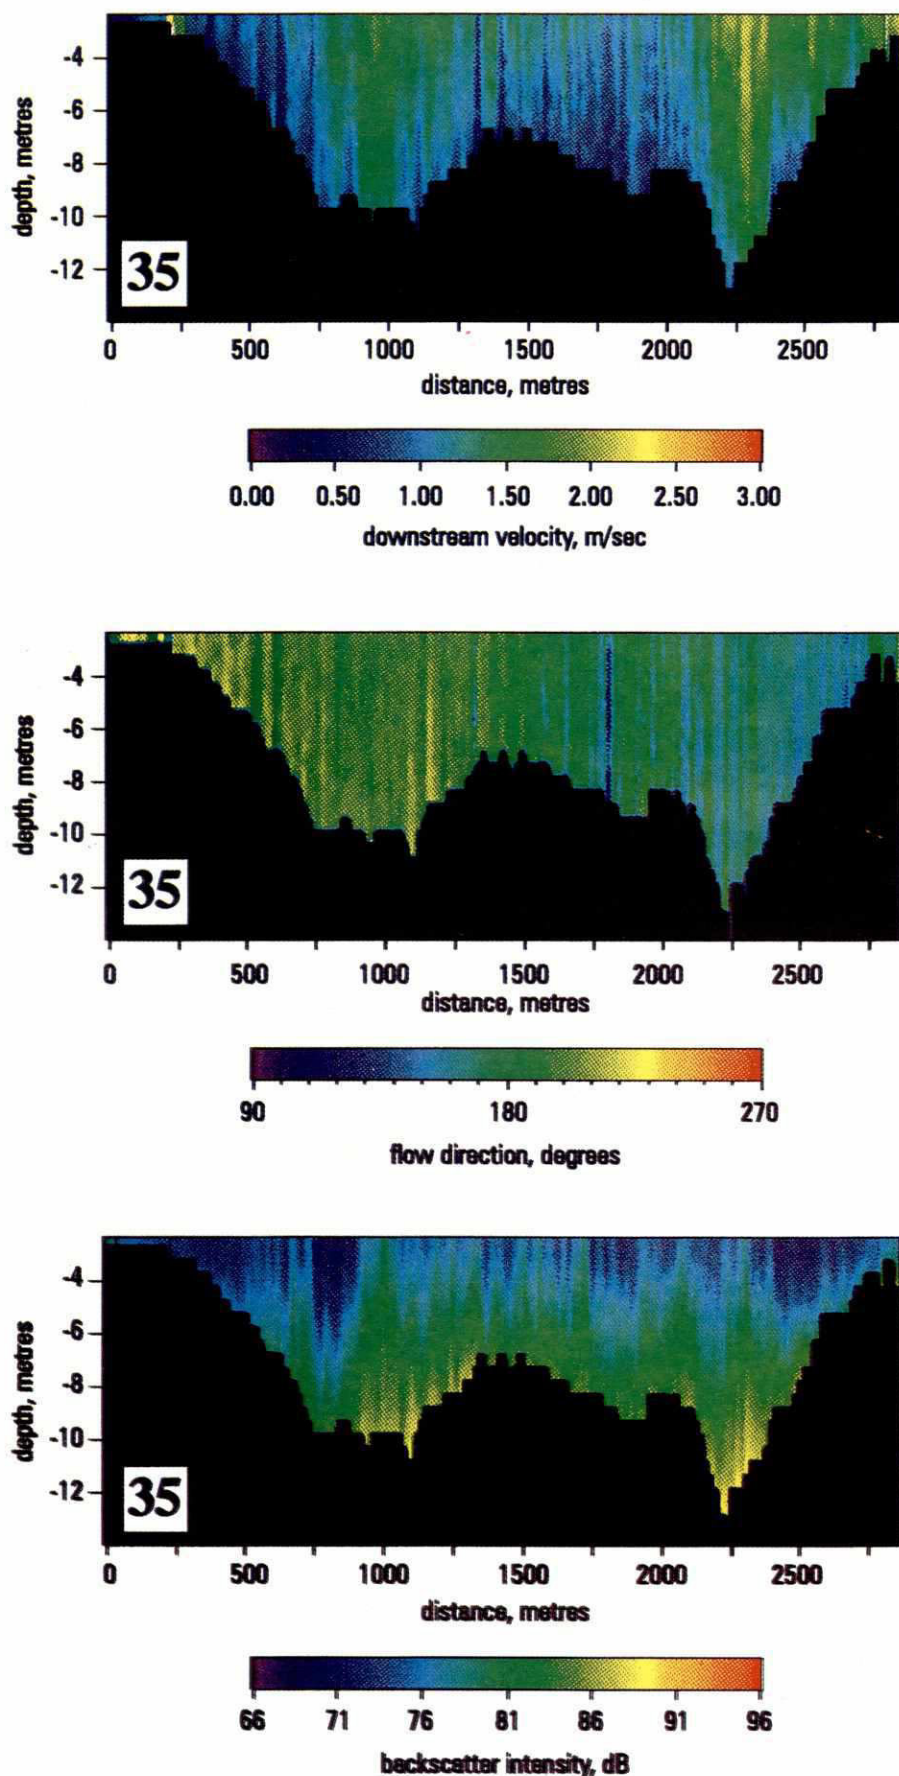 -4
-6
-8
-10
-12
depth, metres
35
0 500 1000 1500 2000 2500
distance, metres
0.00 0.50 1.00 1.50 2.00 2.50 3.00
downstream velocity, m/sec
-4
-6
-8
-10
-12
depth, metres
35
0 500 1000 1500 2000 2500
distance, metres
90 180 270
flow direction, degrees
-4
-6
-8
-10
-12
depth, metres
35
0 500 1000 1500 2000 2500
distance, metres
66 71 76 81 86 91 96
backscatter intensity, dB